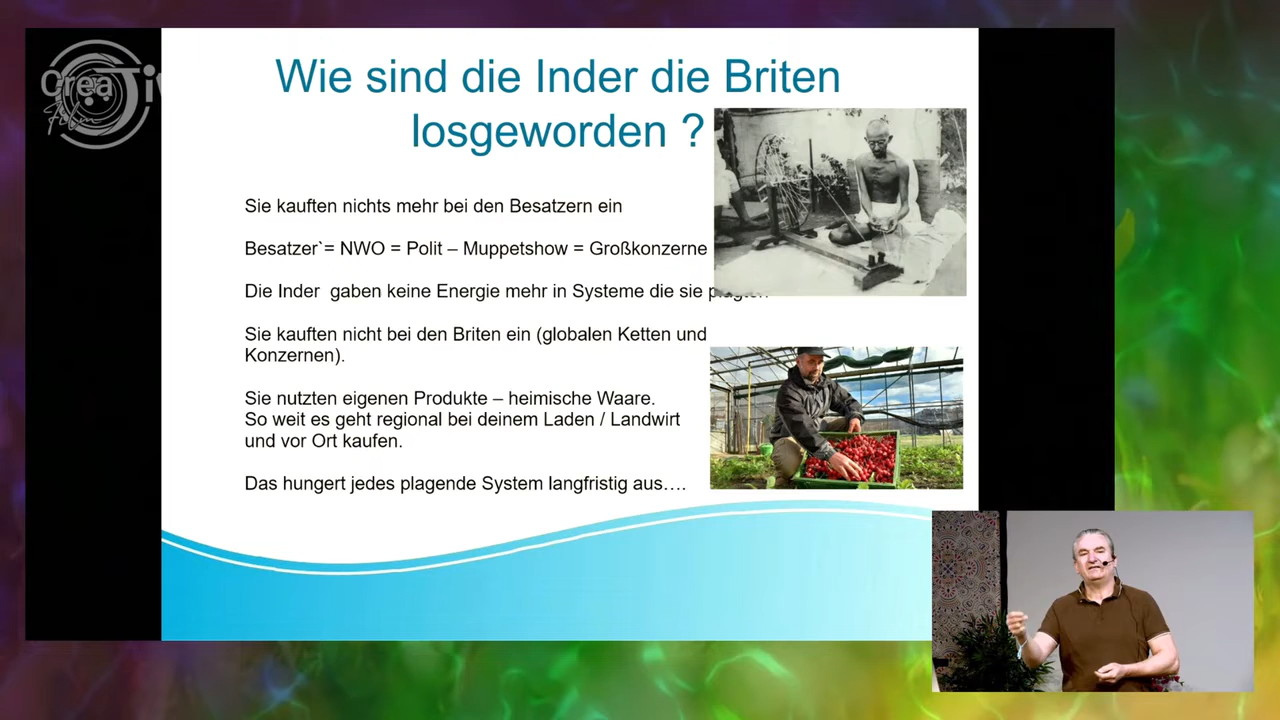 Crea
Film
Wie sind die Inder die Briten
losgeworden ?
Sie kauften nichts mehr bei den Besatzern ein
Besatzer`= NWO = Polit – Muppetshow = Großkonzerne
Die Inder  gaben keine Energie mehr in Systeme die sie
Sie kauften nicht bei den Briten ein (globalen Ketten und
Konzernen).
Sie nutzten eigenen Produkte – heimische Waare.
So weit es geht regional bei deinem Laden / Landwirt
und vor Ort kaufen.
Das hungert jedes plagende System langfristig aus….